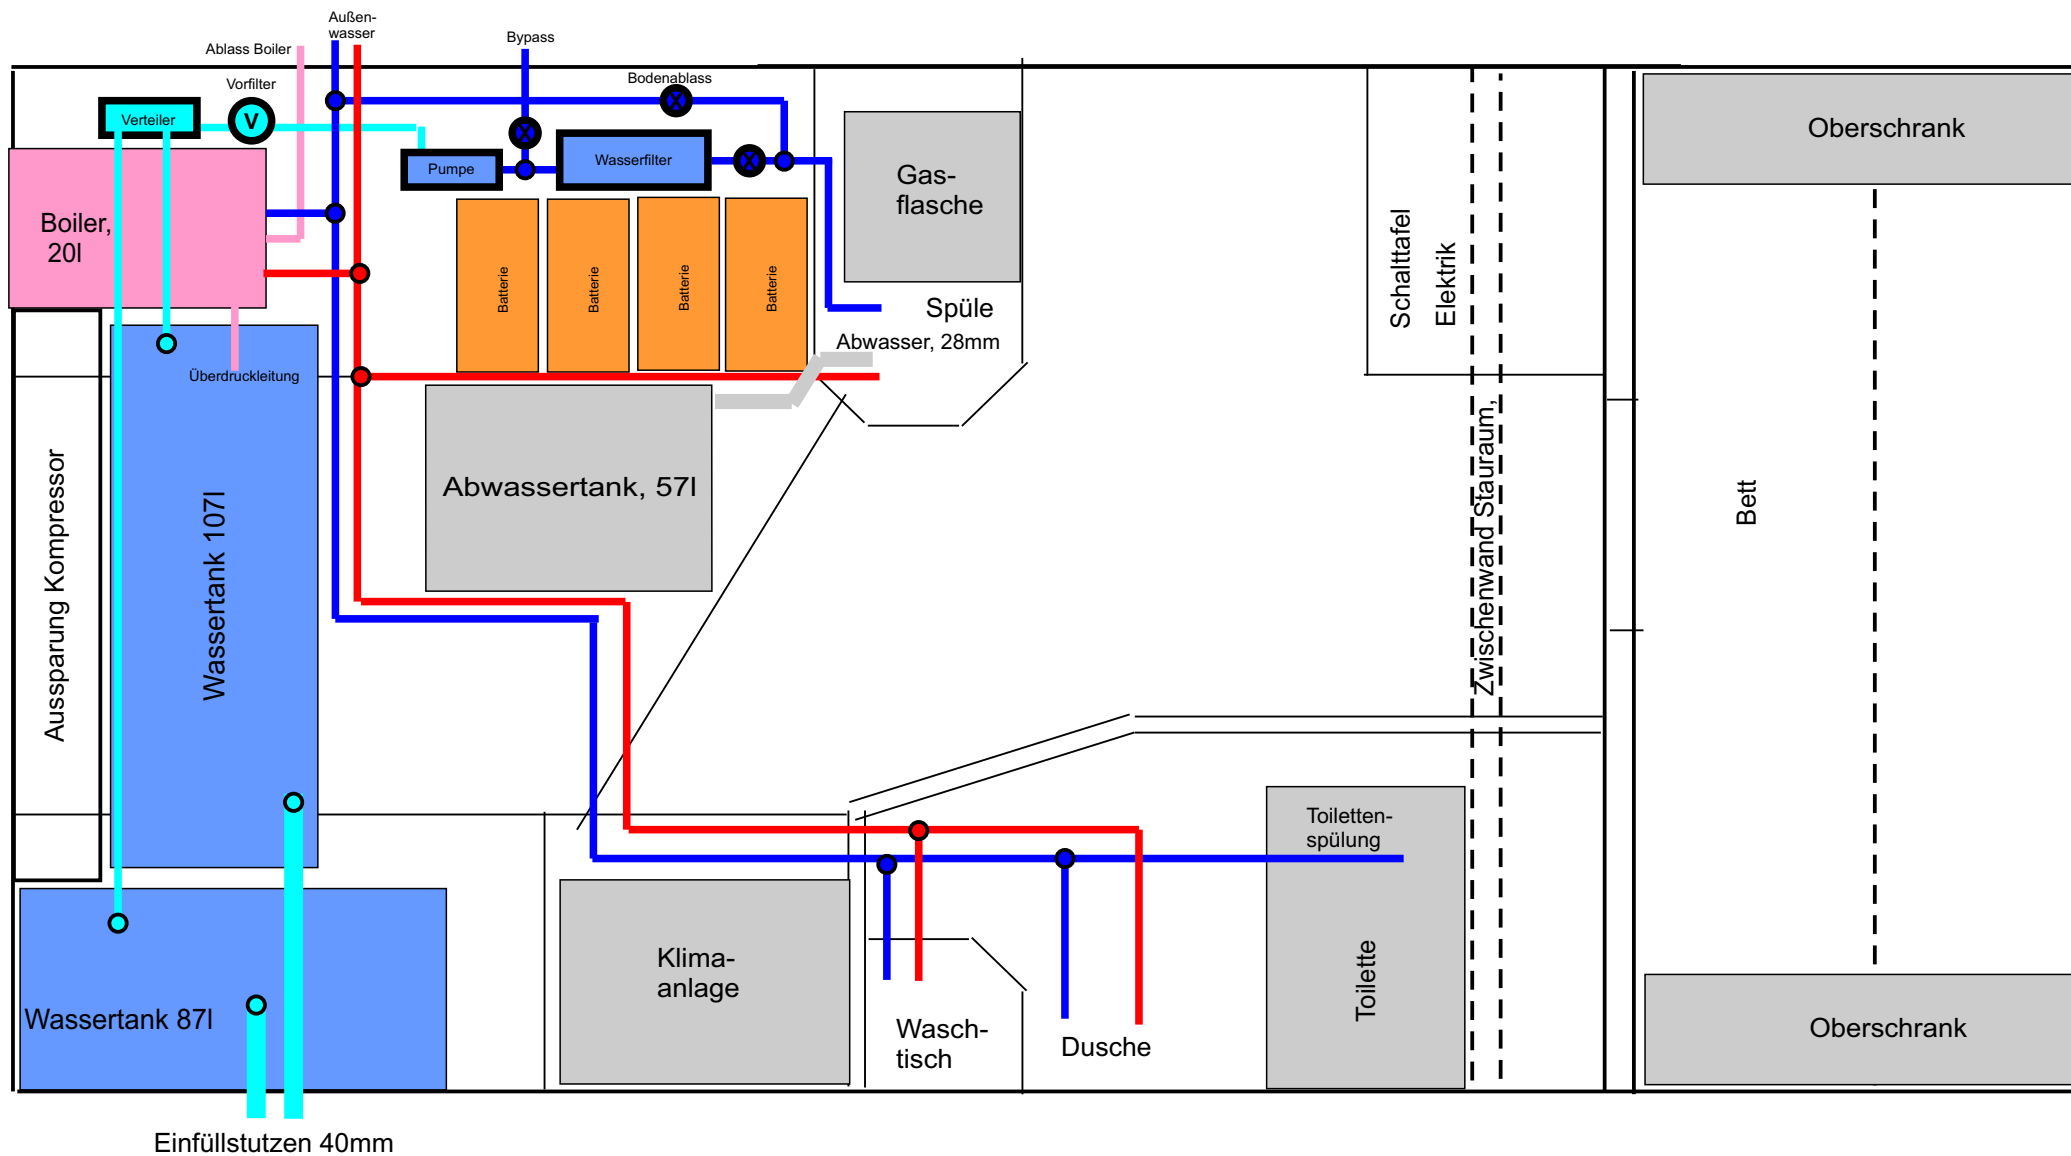 Außen-
wasser
Bypass
Ablass Boiler
Vorfilter
Bodenablass
Verteiler
V
X
X
X
Pumpe
Wasserfilter
Oberschrank
Gas-
flasche
Boiler,
20l
Batterie
Batterie
Batterie
Batterie
Schalttafel
Elektrik
Spüle
Abwasser, 28mm
Überdruckleitung
Aussparung Kompressor
Wassertank 107l
Abwassertank, 57l
Zwischenwand Stauraum,
Bett
Toiletten-
spülung
Klima-
anlage
Toilette
Wassertank 87l
Wasch-
tisch
Dusche
Oberschrank
Einfüllstutzen 40mm